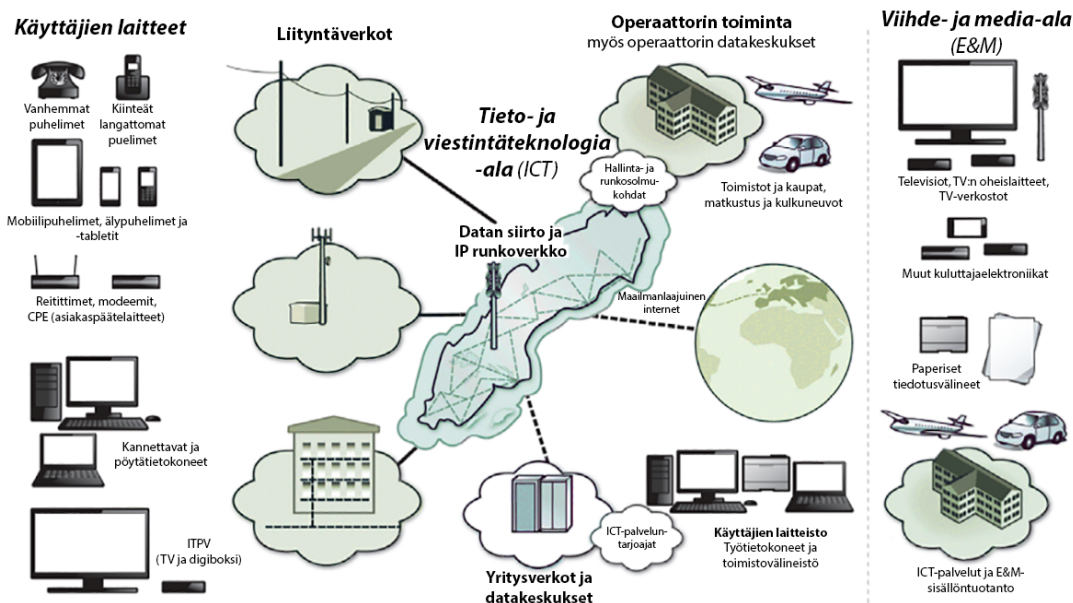 Käyttäjien laitteet
Vanhemmat
puhelimet
Kiinteät
langattomat
puelimet
Mobiilipuhelimet, älypuhelimet ja
-tabletit
Reitittimet, modeemit,
CPE (asiakaspäätelaitteet)
Kannettavat ja
pöytätietokoneet
ITPV
(TV ja digiboksi)
Liityntäverkot
Tieto- ja
viestintäteknologia
-ala (ICT)
Datan siirto ja
IP runkoverkko
Operaattorin toiminta
myös operaattorin datakeskukset
Hallinta- ja
runkosolmu-
kohdat
Toimistot ja kaupat,
matkustus ja kulkuneuvot
Maailmanlaajuinen
internet
Yritysverkot ja
datakeskukset
ICT-palvelun-
tarjoajat
Käyttäjien laitteisto
Työtietokoneet ja
toimistovälineistö
Viihde- ja media-ala
(E&M)
Televisiot, TV:n oheislaitteet,
TV-verkostot
Muut kuluttajaelektroniikat
Paperiset
tiedotusvälineet
ICT-palvelut ja E&M-
sisällöntuotanto